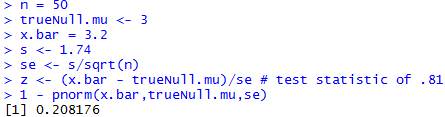 > n = 50
> trueNull.mu <- 3
> x.bar = 3.2
> s <- 1.74
> se <- s/sqrt(n)
> z <- (x.bar - trueNull.mu)/se # test statistic of .81
> 1 - pnorm(x.bar,trueNull.mu,se)
[1] 0.208176